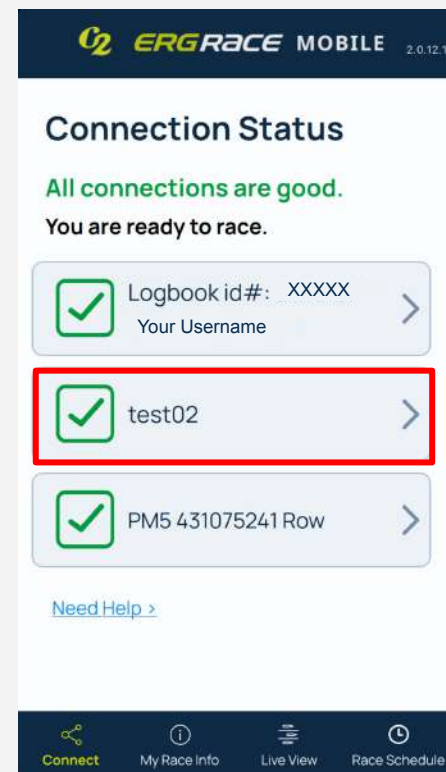 C2 ERGRACE MOBILE 2.0.12.1
Connection Status
All connections are good.
You are ready to race.
Logbook id#: XXXXX
Your Username
test02
PM5 431075241 Row
Need Help >
Connect My Race Info Live View Race Schedule